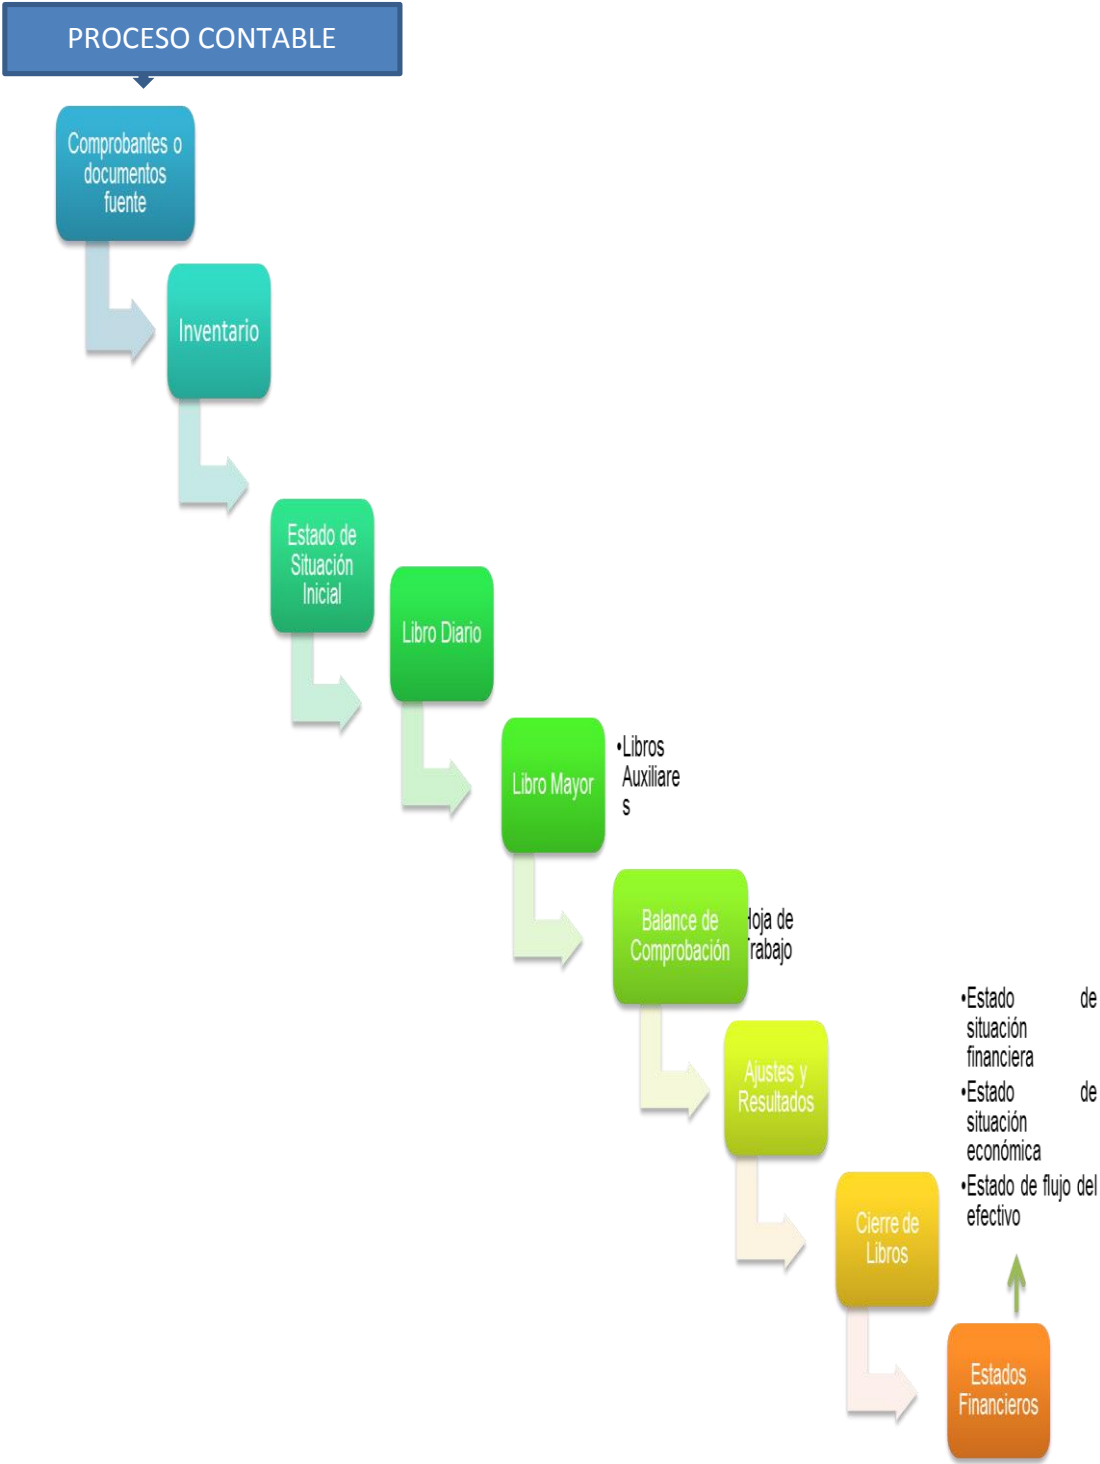 PROCESO CONTABLE
Comprobantes o
documentos
fuente
Inventario
Estado de
Situación
Inicial
Libro Diario
Libro Mayor
•Libros
Auxiliare
s
Balance de
Comprobación
Hoja de
Trabajo
Ajustes y
Resultados
•Estado de
situación
financiera
•Estado de
situación
económica
•Estado de flujo del
efectivo
Cierre de
Libros
Estados
Financieros